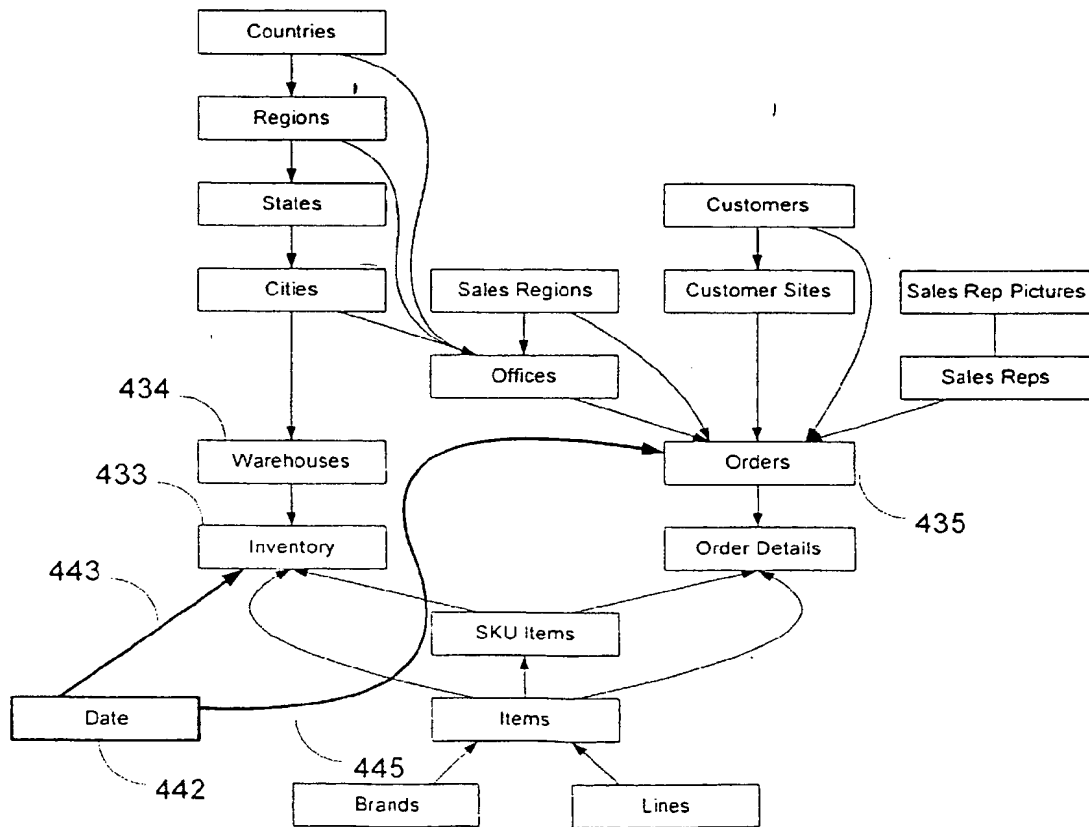 Countries
Regions
States
Customers
Cities
Sales Regions
Customer Sites
Sales Rep Pictures
Offices
Sales Reps
434
Warehouses
Orders
433
435
Inventory
Order Details
443
SKU Items
Date
Items
442
445
Brands
Lines